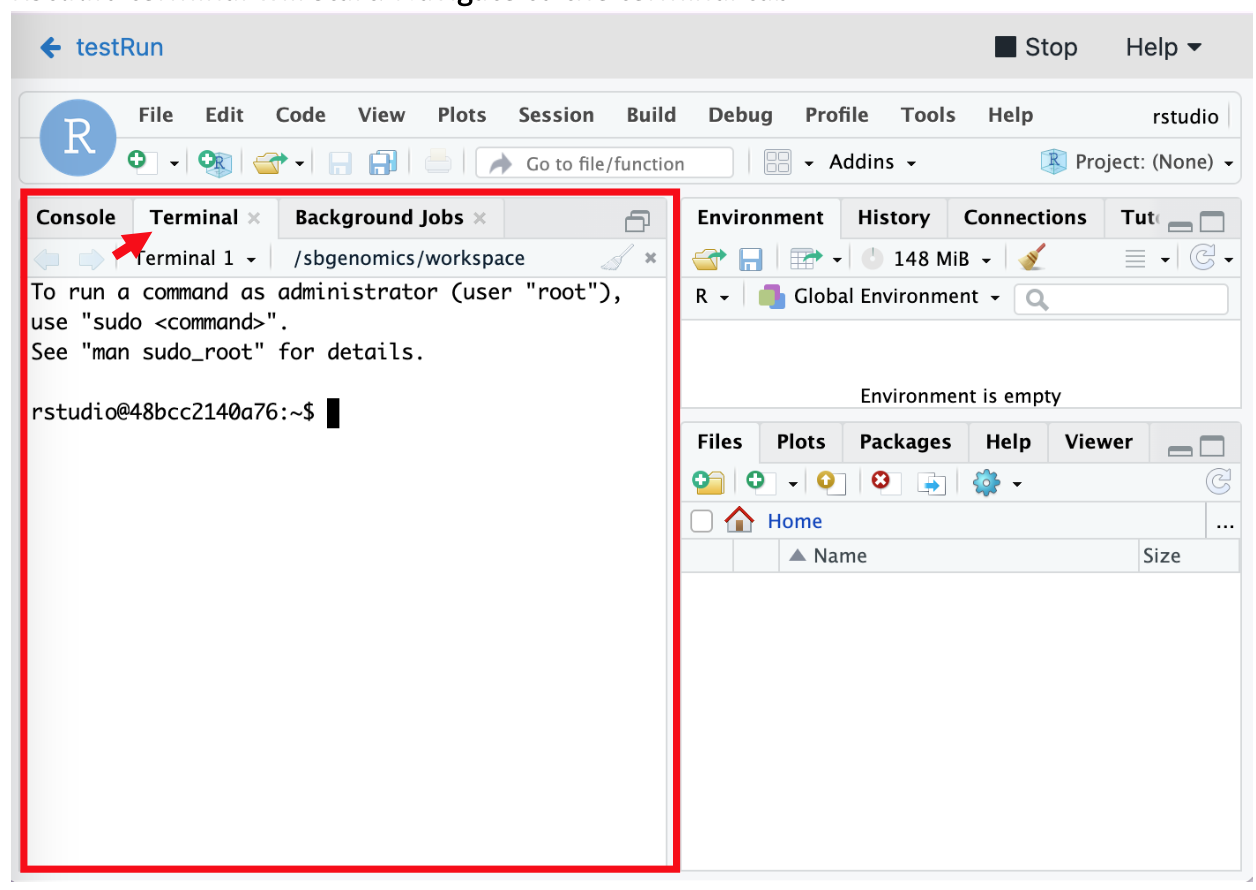 testRun
Stop
Help
R
File Edit Code View Plots Session Build Debug Profile Tools Help
rstudio
Go to file/function
Addins
Project: (None)
Console Terminal Background Jobs
Terminal 1 /sbgenomics/workspace
To run a command as administrator (user "root"),
use "sudo <command>".
See "man sudo_root" for details.
rstudio@48bcc2140a76:~$
Environment History Connections
148 MiB
R Global Environment
Environment is empty
Files Plots Packages Help Viewer
Home
...
Name Size